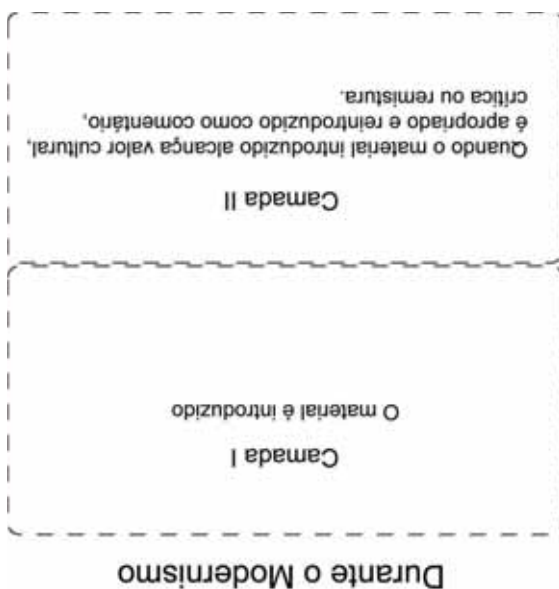 Durante o Modernismo
Camada I
O material é introduzido
Camada II
Quando o material introduzido alcança valor cultural,
é apropriado e reintroduzido como comentário,
crítica ou remistura.